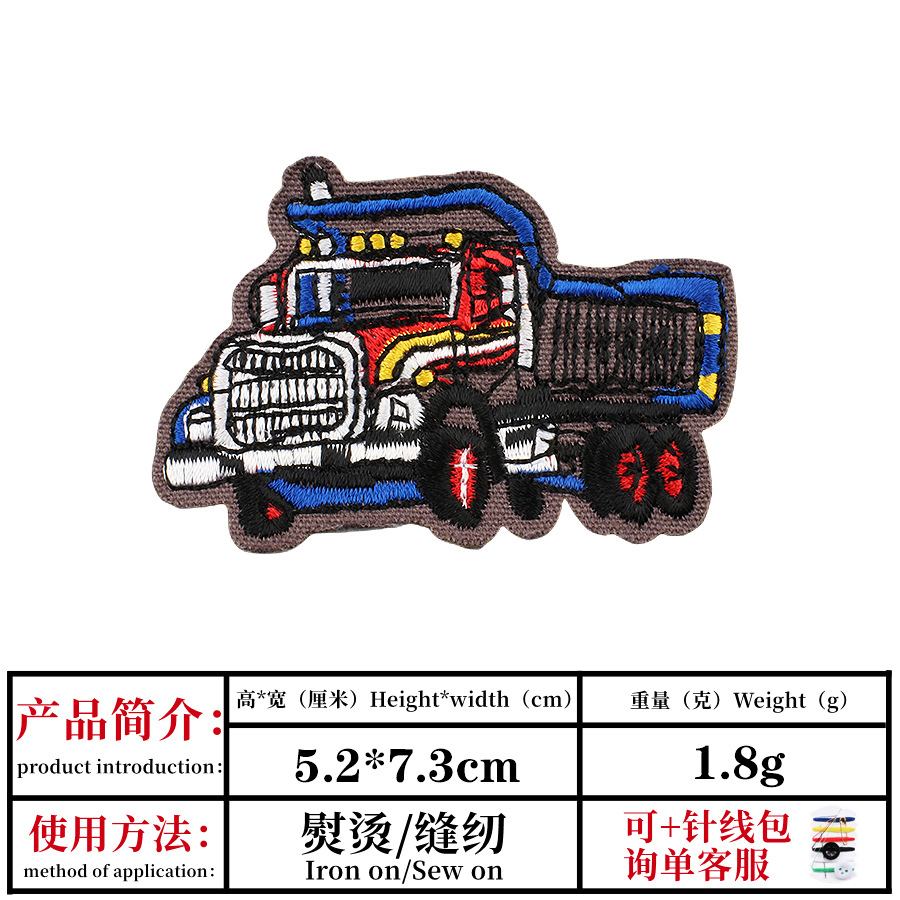 产品简介：
product introduction:
高*宽（厘米）Height*width（cm）
重量（克）Weight（g）
5.2*7.3cm
1.8g
使用方法：
method of application:
熨烫/缝纫
Iron on/Sew on
可+针线包
询单客服